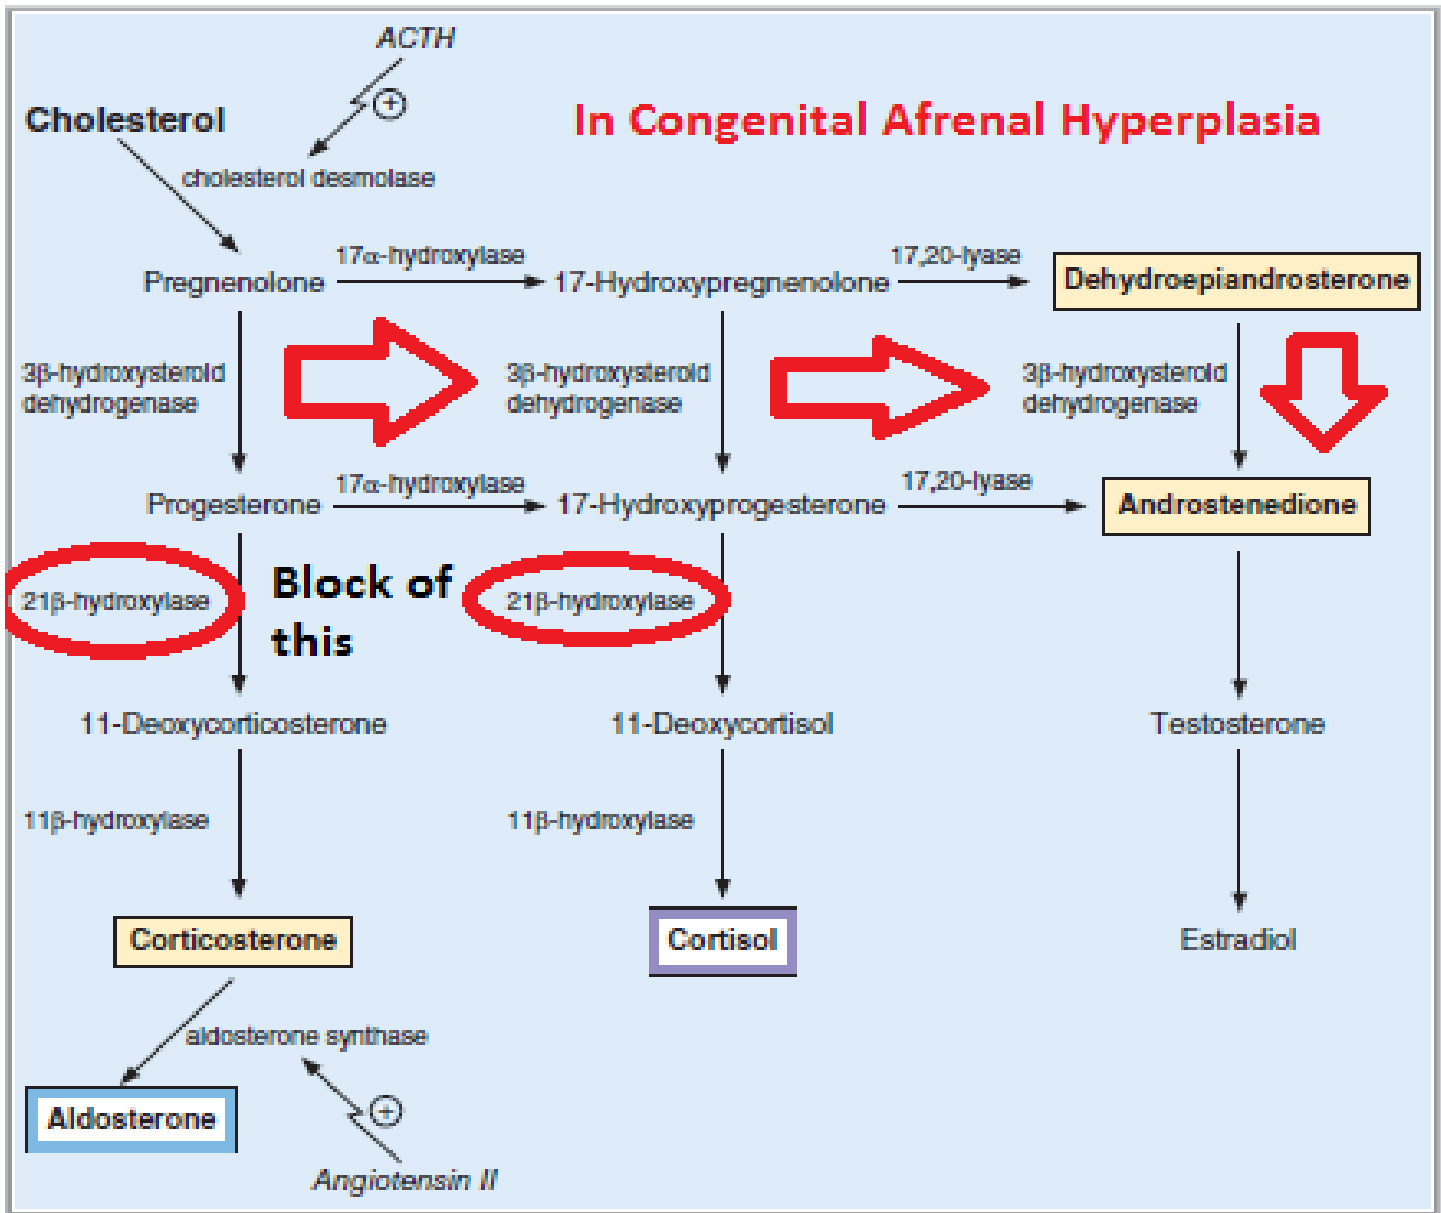 ACTH
Cholesterol
In Congenital Afrenal Hyperplasia
cholesterol desmolase
17α-hydroxylase
17,20-lyase
Pregnenolone
17-Hydroxypregnenolone
Dehydroepiandrosterone
3β-hydroxysteroid
dehydrogenase
3β-hydroxysteroid
dehydrogenase
3β-hydroxysteroid
dehydrogenase
17α-hydroxylase
17,20-lyase
Progesterone
17-Hydroxyprogesterone
Androstenedione
21β-hydroxylase
Block of
this
21β-hydroxylase
11-Deoxycorticosterone
11-Deoxycortisol
Testosterone
11β-hydroxylase
11β-hydroxylase
Corticosterone
Cortisol
Estradiol
aldosterone synthase
Aldosterone
Angiotensin II